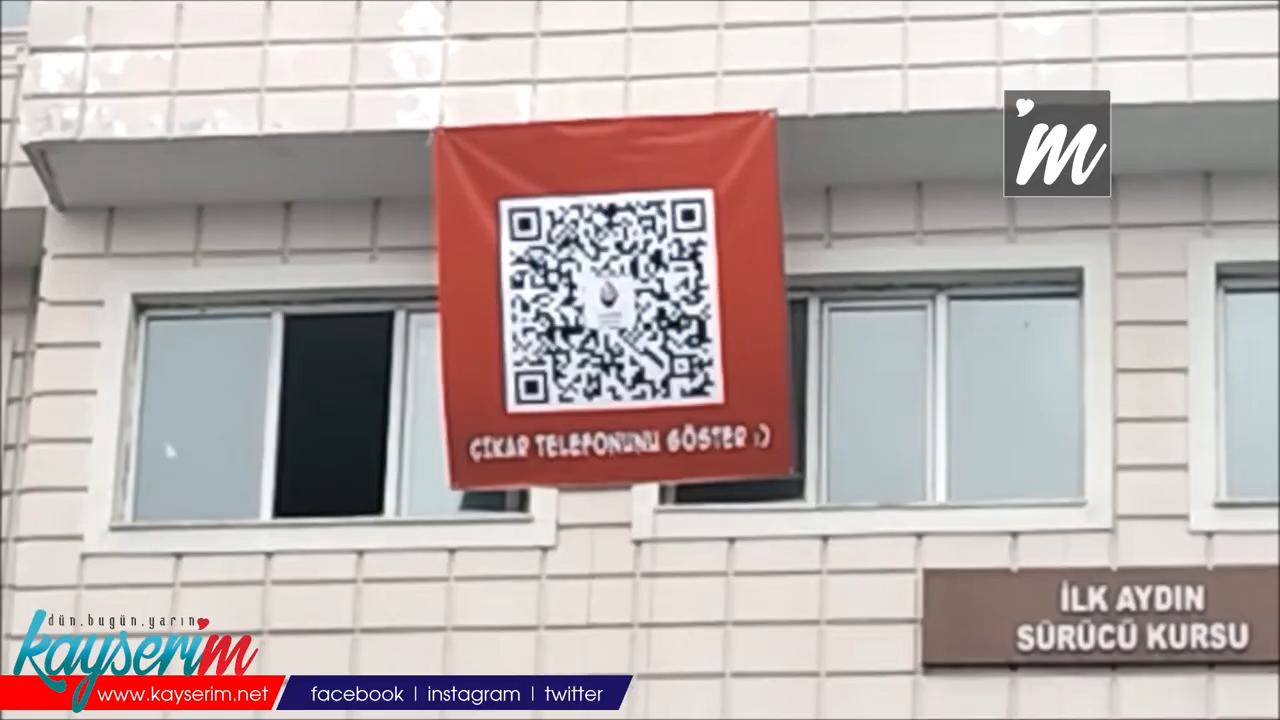 'm
ÇIKAR TELEFONUNU GÖSTER :)
İLK AYDIN
SÜRÜCÜ KURSU
dün.bugün.yarın
kayserim
www.kayserim.net
facebook | instagram | twitter